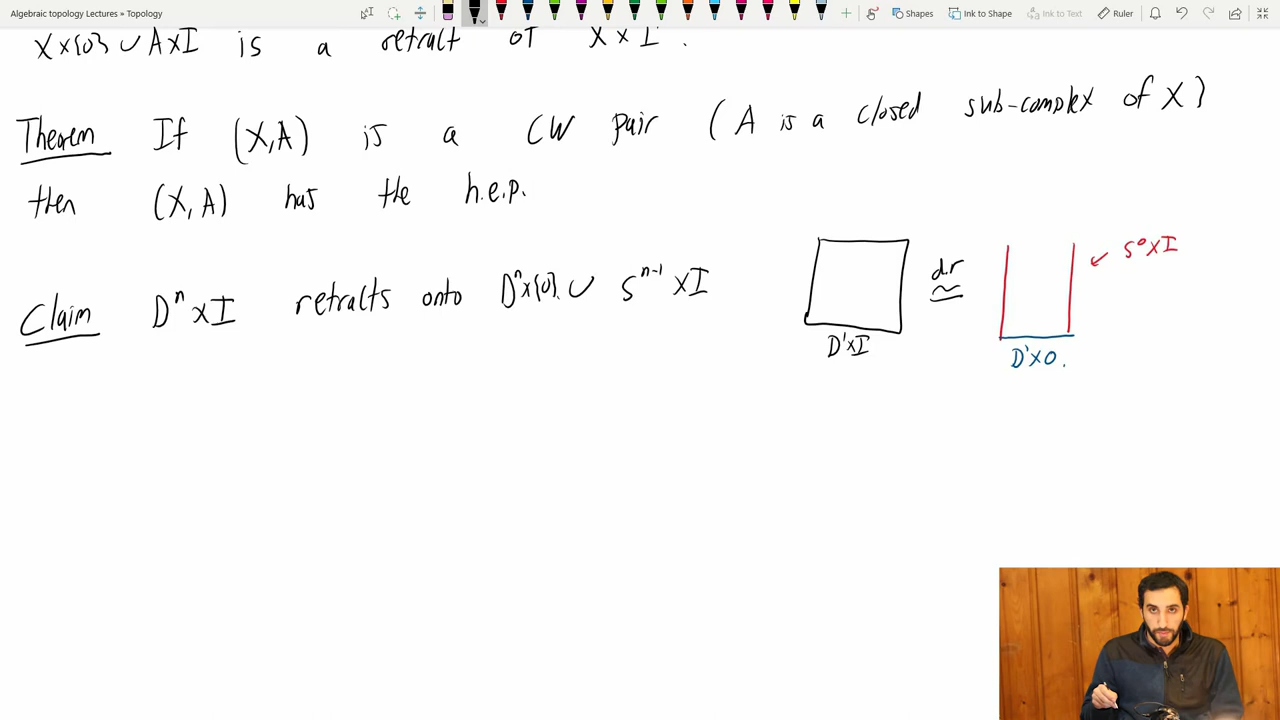 Algebraic topology Lectures » Topology
Shapes Ink to Shape Ink to Text Ruler
X×{0} ∪ A×I is a retract of X×I.
Theorem If (X,A) is a CW pair (A is a closed sub-complex of X)
then (X,A) has the h.e.p.
Claim Dⁿ×I retracts onto Dⁿ×{0} ∪ Sⁿ⁻¹×I
d.r
≅
S⁰×I
D¹×I
D¹×0.